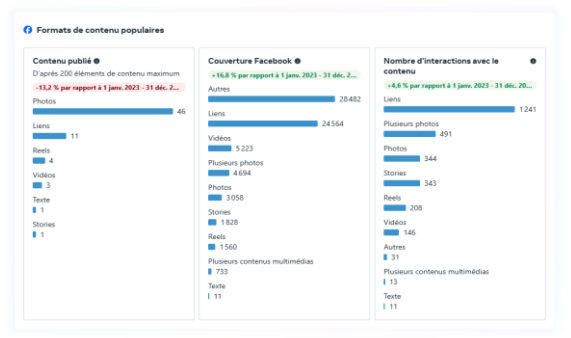 Formats de contenu populaires
Contenu publié
D'après 200 éléments de contenu maximum
-13,2 % par rapport à 1 janv. 2023 - 31 déc. 2...
Photos
46
Liens
11
Reels
4
Vidéos
3
Texte
1
Stories
1
Couverture Facebook
+16,8 % par rapport à 1 janv. 2023 - 31 déc. 2...
Autres
28 482
Liens
24 564
Vidéos
5 223
Plusieurs photos
4 694
Photos
3 058
Stories
1 828
Reels
1 560
Plusieurs contenus multimédias
733
Texte
11
Nombre d'interactions avec le
contenu
+4,6 % par rapport à 1 janv. 2023 - 31 déc. 20...
Liens
1 241
Plusieurs photos
491
Photos
344
Stories
343
Reels
208
Vidéos
146
Autres
31
Plusieurs contenus multimédias
13
Texte
11